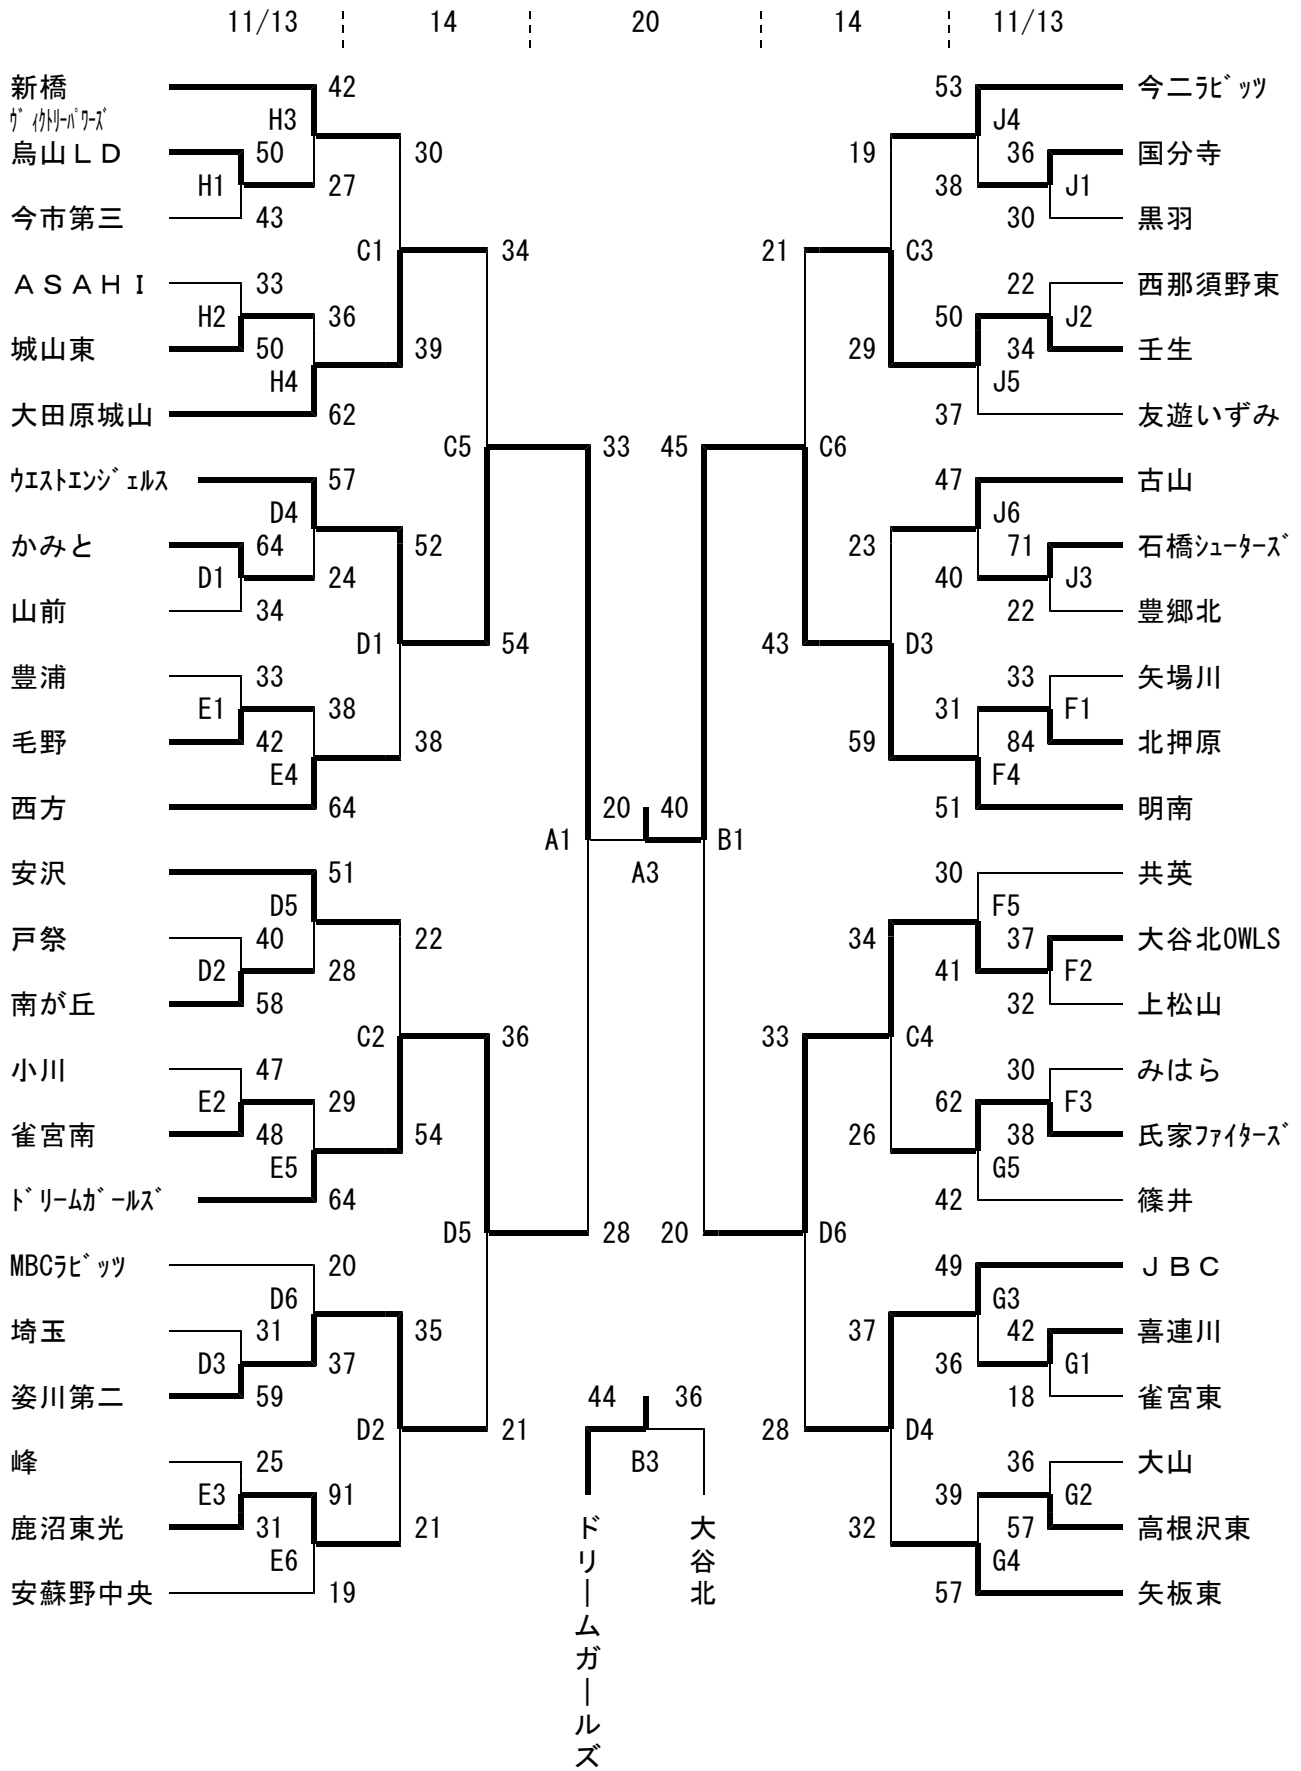 11/13 14 20 14 11/13
新橋 42 53 今二ﾗﾋﾞｯﾂ
ｳﾞｨｸﾄﾘｰﾊﾟﾜｰｽﾞ H3 J4
烏山ＬＤ 50 30 19 36 国分寺
H1 27 38 J1
今市第三 43 30 黒羽
C1 34 21 C3
ＡＳＡＨＩ 33 22 西那須野東
H2 36 50 J2
城山東 50 39 29 34 壬生
H4 J5
大田原城山 62 37 友遊いずみ
C5 33 45 C6
ｳｴｽﾄｴﾝｼﾞｪﾙｽ 57 47 古山
D4 J6
かみと 64 52 23 71 石橋ｼｭｰﾀｰｽﾞ
D1 24 40 J3
山前 34 22 豊郷北
D1 54 43 D3
豊浦 33 33 矢場川
E1 38 31 F1
毛野 42 38 59 84 北押原
E4 F4
西方 64 20 40 51 明南
A1 B1
安沢 51 A3 30 共英
D5 F5
戸祭 40 22 34 37 大谷北OWLS
D2 28 41 F2
南が丘 58 32 上松山
C2 36 33 C4
小川 47 30 みはら
E2 29 62 F3
雀宮南 48 54 26 38 氏家ﾌｧｲﾀｰｽﾞ
E5 G5
ﾄﾞﾘｰﾑｶﾞｰﾙｽﾞ 64 42 篠井
D5 28 20 D6
MBCﾗﾋﾞｯﾂ 20 49 ＪＢＣ
D6 G3
埼玉 31 35 37 42 喜連川
D3 37 36 G1
姿川第二 59 44 36 18 雀宮東
D2 21 28 D4
峰 25 B3 36 大山
E3 91 39 G2
鹿沼東光 31 21 32 57 高根沢東
E6 G4
安蘇野中央 19 57 矢板東
ドリームガールズ
大谷北